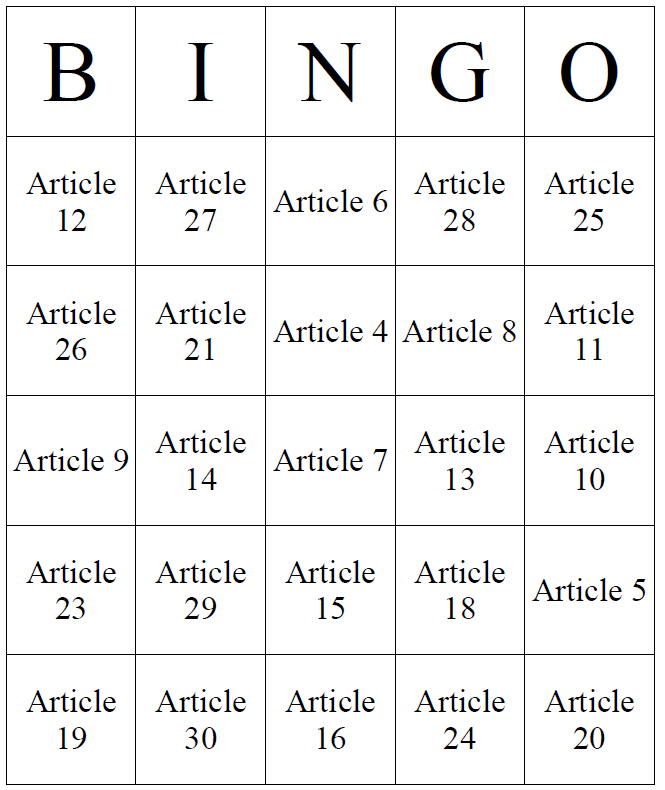 B I N G O
Article
12
Article
27
Article 6
Article
28
Article
25
Article
26
Article
21
Article 4
Article 8
Article
11
Article 9
Article
14
Article 7
Article
13
Article
10
Article
23
Article
29
Article
15
Article
18
Article 5
Article
19
Article
30
Article
16
Article
24
Article
20